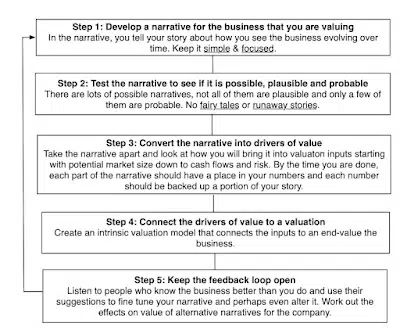 Step 1: Develop a narrative for the business that you are valuing
In the narrative, you tell your story about how you see the business evolving over
time. Keep it simple & focused.
Step 2: Test the narrative to see if it is possible, plausible and probable
There are lots of possible narratives, not all of them are plausible and only a few of
them are probable. No fairy tales or runaway stories.
Step 3: Convert the narrative into drivers of value
Take the narrative apart and look at how you will bring it into valuaton inputs starting
with potential market size down to cash flows and risk. By the time you are done,
each part of the narrative should have a place in your numbers and each number
should be backed up a portion of your story.
Step 4: Connect the drivers of value to a valuation
Create an intrinsic valuation model that connects the inputs to an end-value the
business.
Step 5: Keep the feedback loop open
Listen to people who know the business better than you do and use their
suggestions to fine tune your narrative and perhaps even alter it. Work out the
effects on value of alternative narratives for the company.